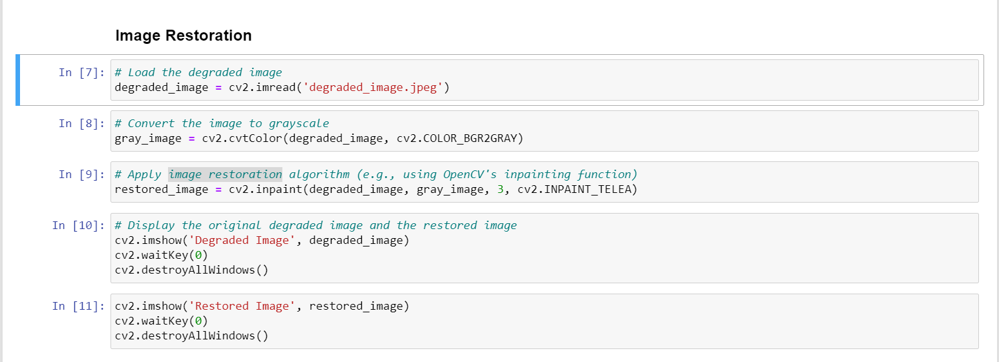 Image Restoration
In [7]: # Load the degraded image
degraded_image = cv2.imread('degraded_image.jpeg')
In [8]: # Convert the image to grayscale
gray_image = cv2.cvtColor(degraded_image, cv2.COLOR_BGR2GRAY)
In [9]: # Apply image restoration algorithm (e.g., using OpenCV's inpainting function)
restored_image = cv2.inpaint(degraded_image, gray_image, 3, cv2.INPAINT_TELEA)
In [10]: # Display the original degraded image and the restored image
cv2.imshow('Degraded Image', degraded_image)
cv2.waitKey(0)
cv2.destroyAllWindows()
In [11]: cv2.imshow('Restored Image', restored_image)
cv2.waitKey(0)
cv2.destroyAllWindows()